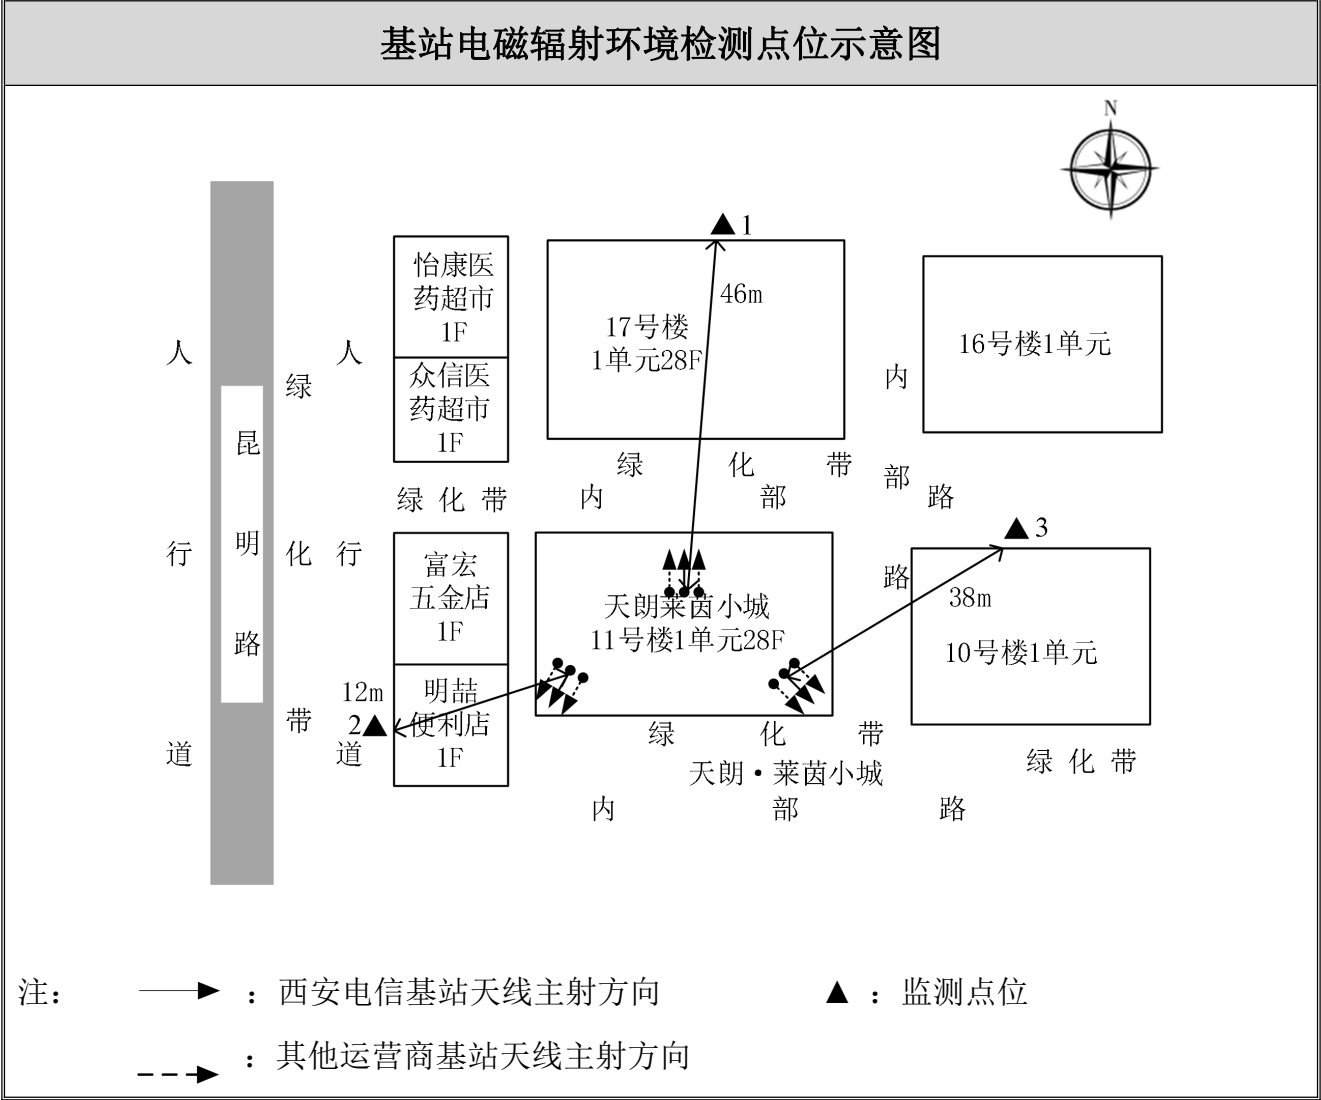 基站电磁辐射环境检测点位示意图
N
▲1
怡康医
药超市
1F
46m
17号楼
1单元28F
16号楼1单元
人
行
道
昆
明
路
绿
化
带
人
行
道
众信医
药超市
1F
内
部
路
绿 化 带
绿 化 带
内 部 路
▲3
富宏
五金店
1F
天朗莱茵小城
11号楼1单元28F
38m
10号楼1单元
12m
2▲
明喆
便利店
1F
绿 化 带
天朗·莱茵小城
绿 化 带
内 部 路
注：
：西安电信基站天线主射方向
▲：监测点位
：其他运营商基站天线主射方向